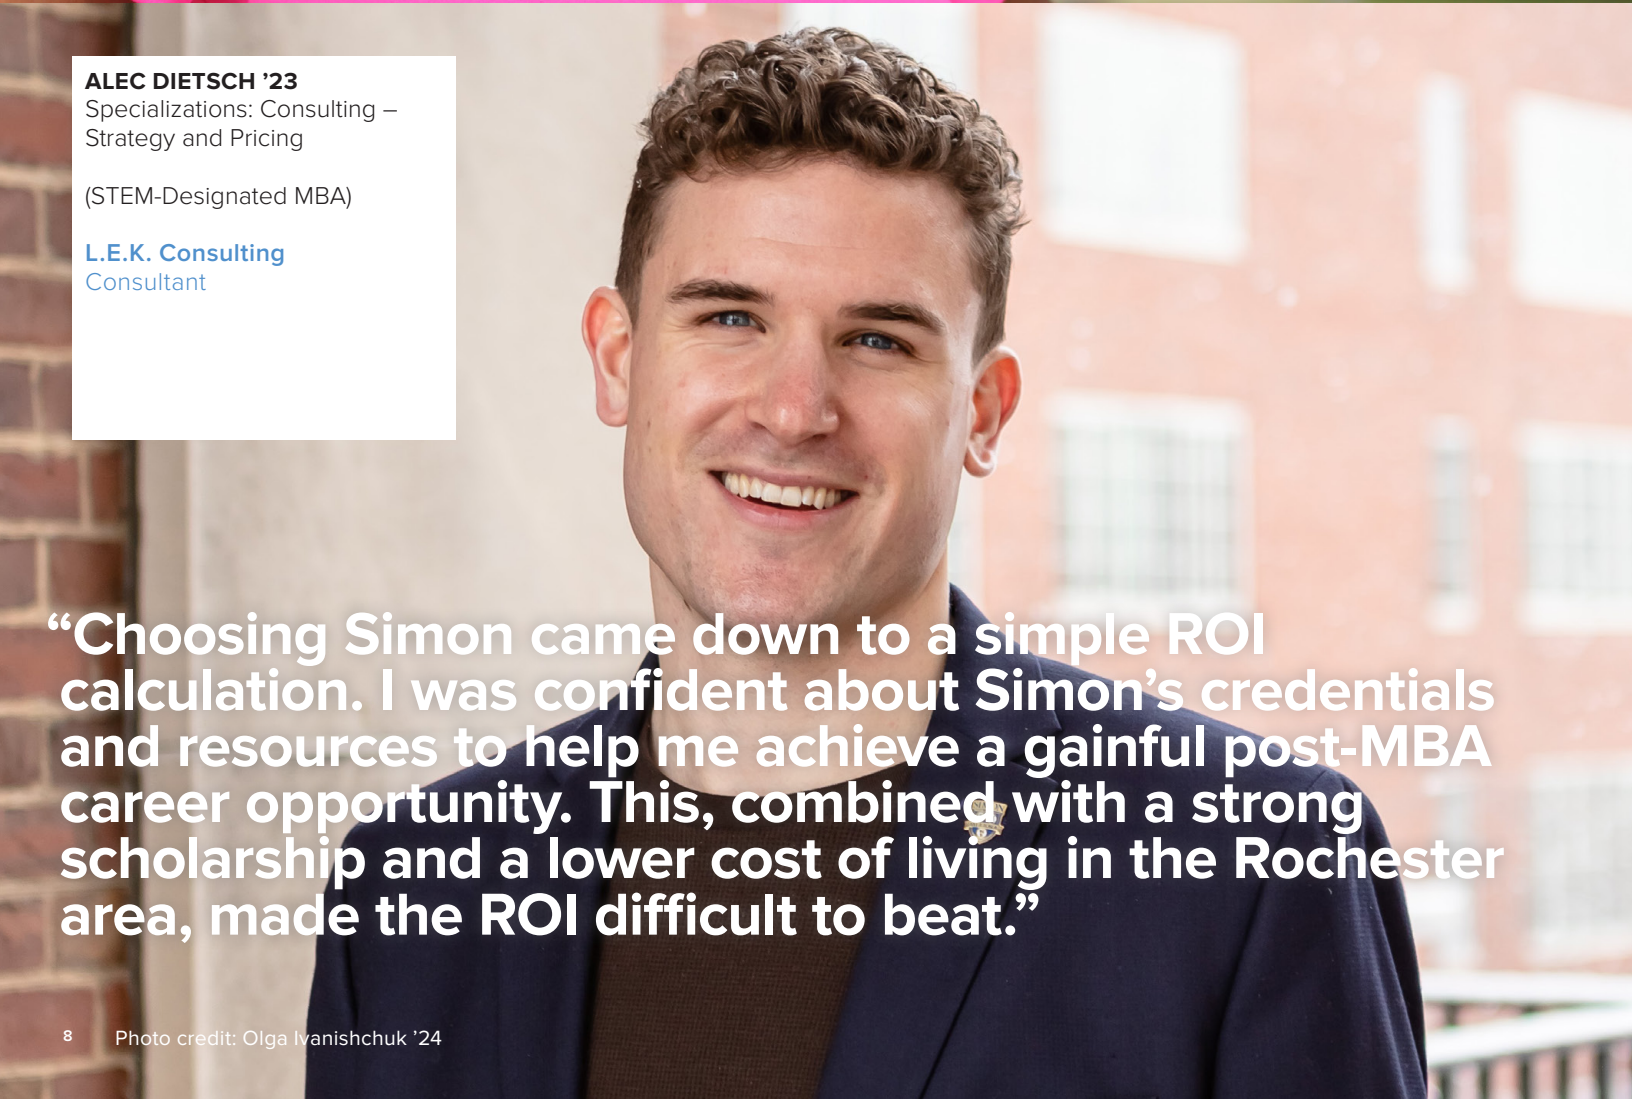 ALEC DIETSCH ’23
Specializations: Consulting –
Strategy and Pricing
(STEM-Designated MBA)
L.E.K. Consulting
Consultant
“Choosing Simon came down to a simple ROI
calculation. I was confident about Simon’s credentials
and resources to help me achieve a gainful post-MBA
career opportunity. This, combined with a strong
scholarship and a lower cost of living in the Rochester
area, made the ROI difficult to beat.”
8 Photo credit: Olga Ivanishchuk ’24